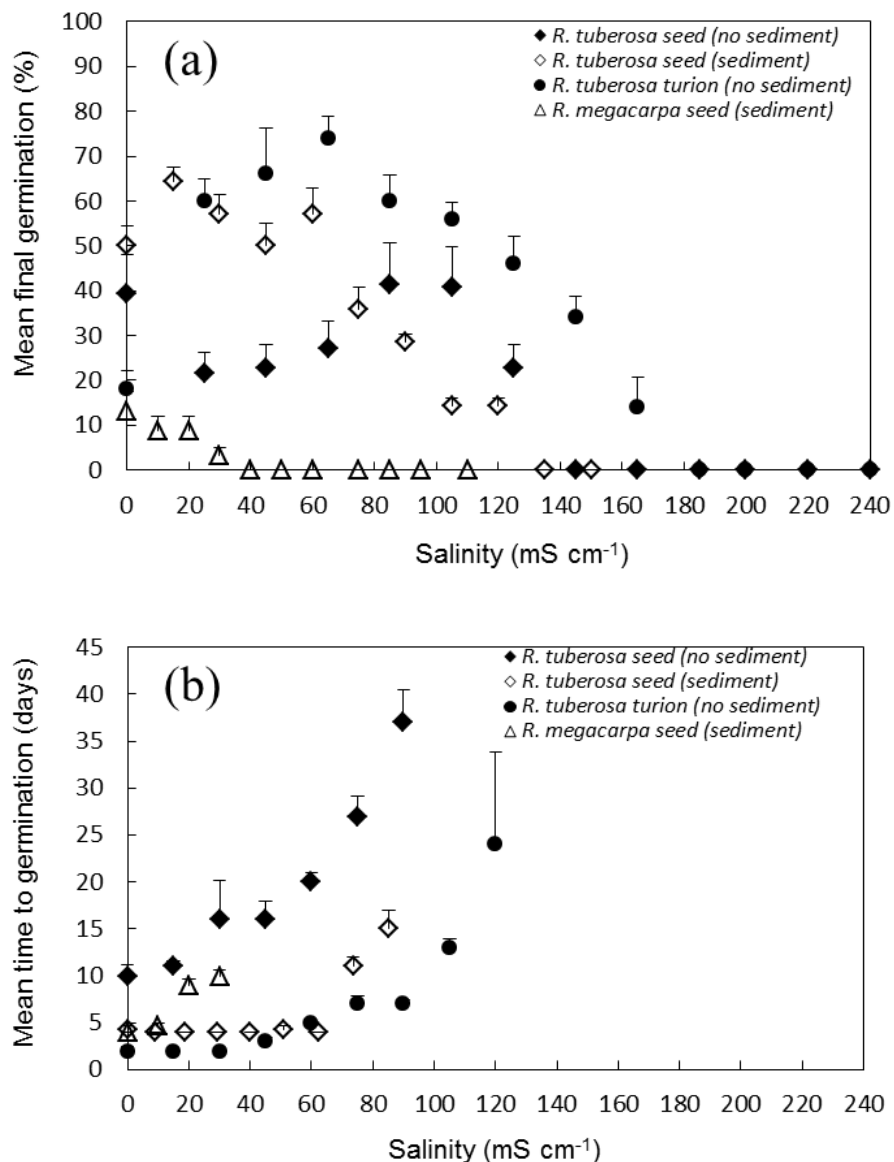 (a)
R. tuberosa seed (no sediment)
R. tuberosa seed (sediment)
R. tuberosa turion (no sediment)
R. megacarpa seed (sediment)
Mean final germination (%)
100
90
80
70
60
50
40
30
20
10
0
0 20 40 60 80 100 120 140 160 180 200 220 240
Salinity (mS cm⁻¹)
(b)
R. tuberosa seed (no sediment)
R. tuberosa seed (sediment)
R. tuberosa turion (no sediment)
R. megacarpa seed (sediment)
Mean time to germination (days)
45
40
35
30
25
20
15
10
5
0
0 20 40 60 80 100 120 140 160 180 200 220 240
Salinity (mS cm⁻¹)